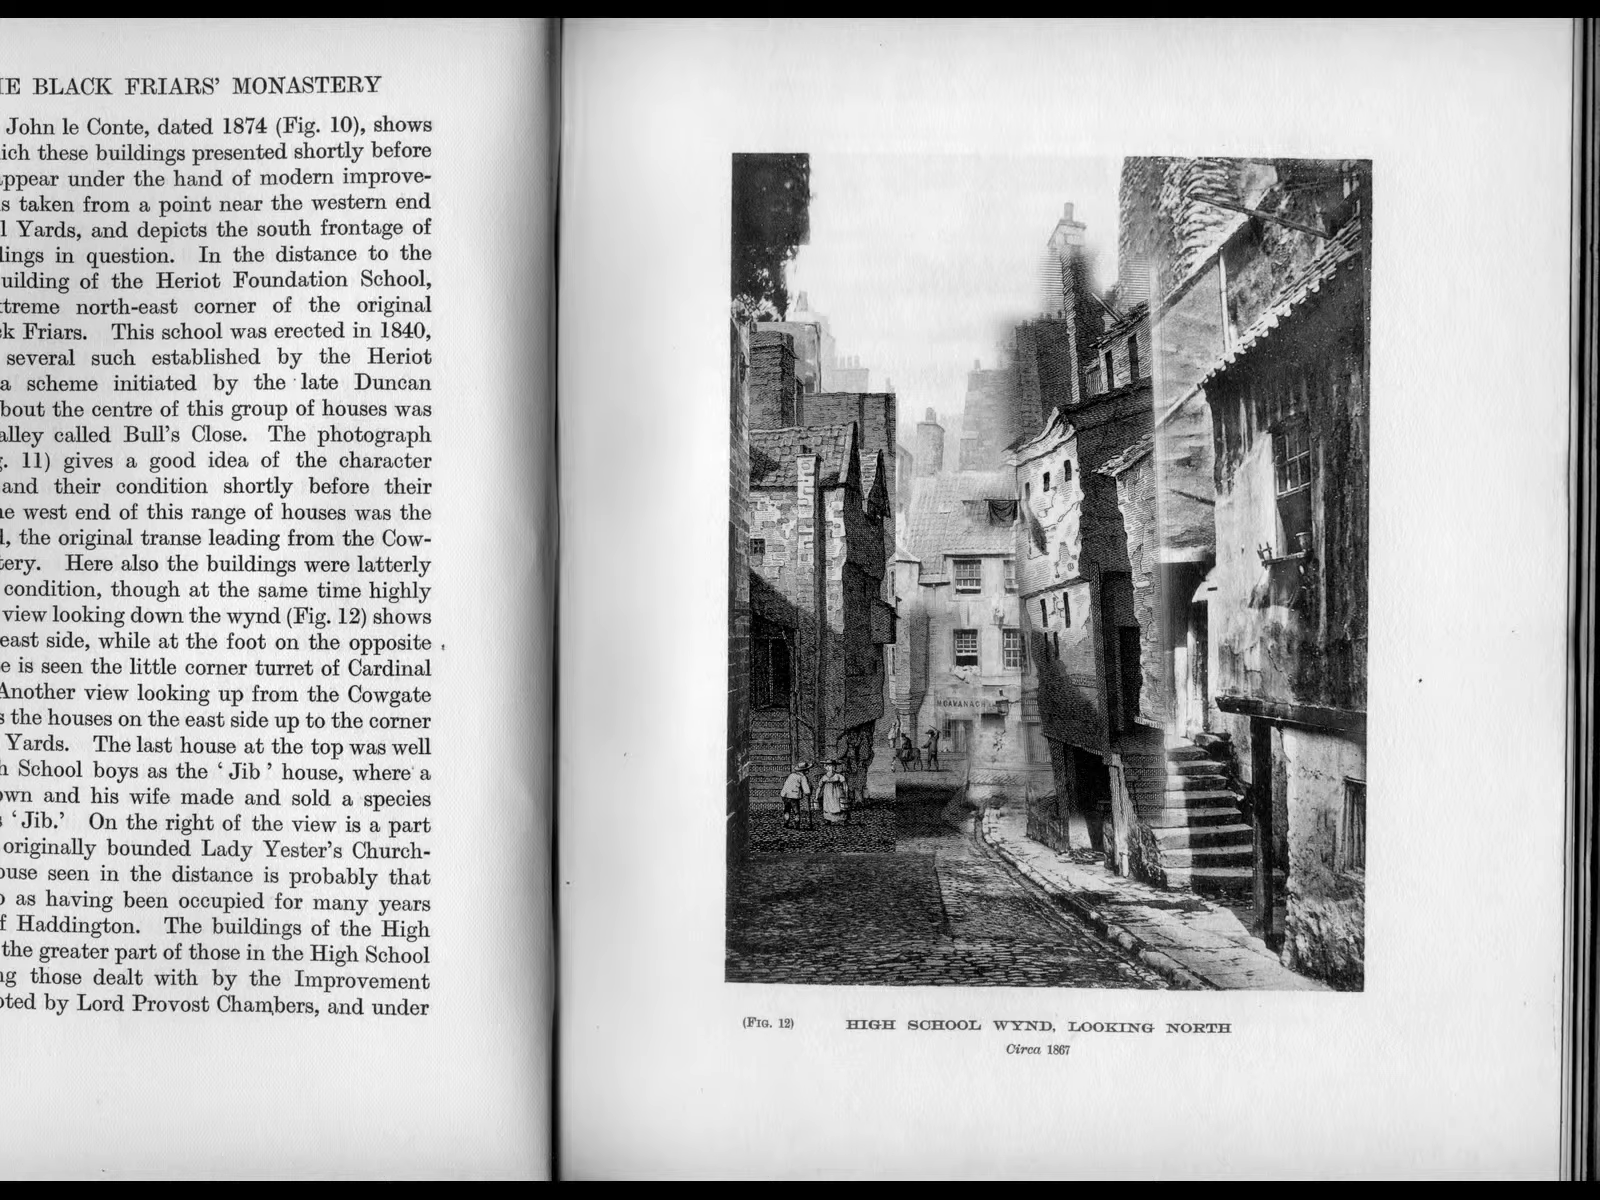 IE BLACK FRIARS' MONASTERY
John le Conte, dated 1874 (Fig. 10), shows
ich these buildings presented shortly before
appear under the hand of modern improve-
s taken from a point near the western end
l Yards, and depicts the south frontage of
lings in question. In the distance to the
uilding of the Heriot Foundation School,
treme north-east corner of the original
k Friars. This school was erected in 1840,
several such established by the Heriot
a scheme initiated by the late Duncan
bout the centre of this group of houses was
alley called Bull's Close. The photograph
g. 11) gives a good idea of the character
and their condition shortly before their
ne west end of this range of houses was the
d, the original transe leading from the Cow-
tery. Here also the buildings were latterly
condition, though at the same time highly
view looking down the wynd (Fig. 12) shows
east side, while at the foot on the opposite
e is seen the little corner turret of Cardinal
Another view looking up from the Cowgate
s the houses on the east side up to the corner
Yards. The last house at the top was well
h School boys as the ‘Jib’ house, where a
own and his wife made and sold a species
s ‘Jib.’ On the right of the view is a part
originally bounded Lady Yester's Church-
ouse seen in the distance is probably that
o as having been occupied for many years
f Haddington. The buildings of the High
the greater part of those in the High School
ng those dealt with by the Improvement
oted by Lord Provost Chambers, and under
MCAVANACH
(FIG. 12) HIGH SCHOOL WYND, LOOKING NORTH
Circa 1867